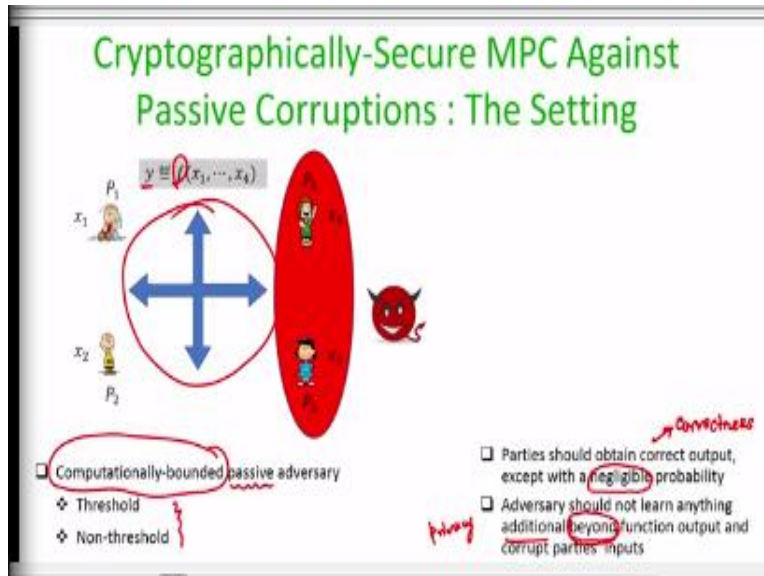 Cryptographically-Secure MPC Against
Passive Corruptions : The Setting
y ≝ f(x₁,⋯,x₄)
P₁
x₁
x₂
P₂
correctness
❑ Computationally-bounded passive adversary
❖ Threshold
❖ Non-threshold
❑ Parties should obtain correct output,
except with a negligible probability
❑ Adversary should not learn anything
privacy additional beyond function output and
corrupt parties' inputs